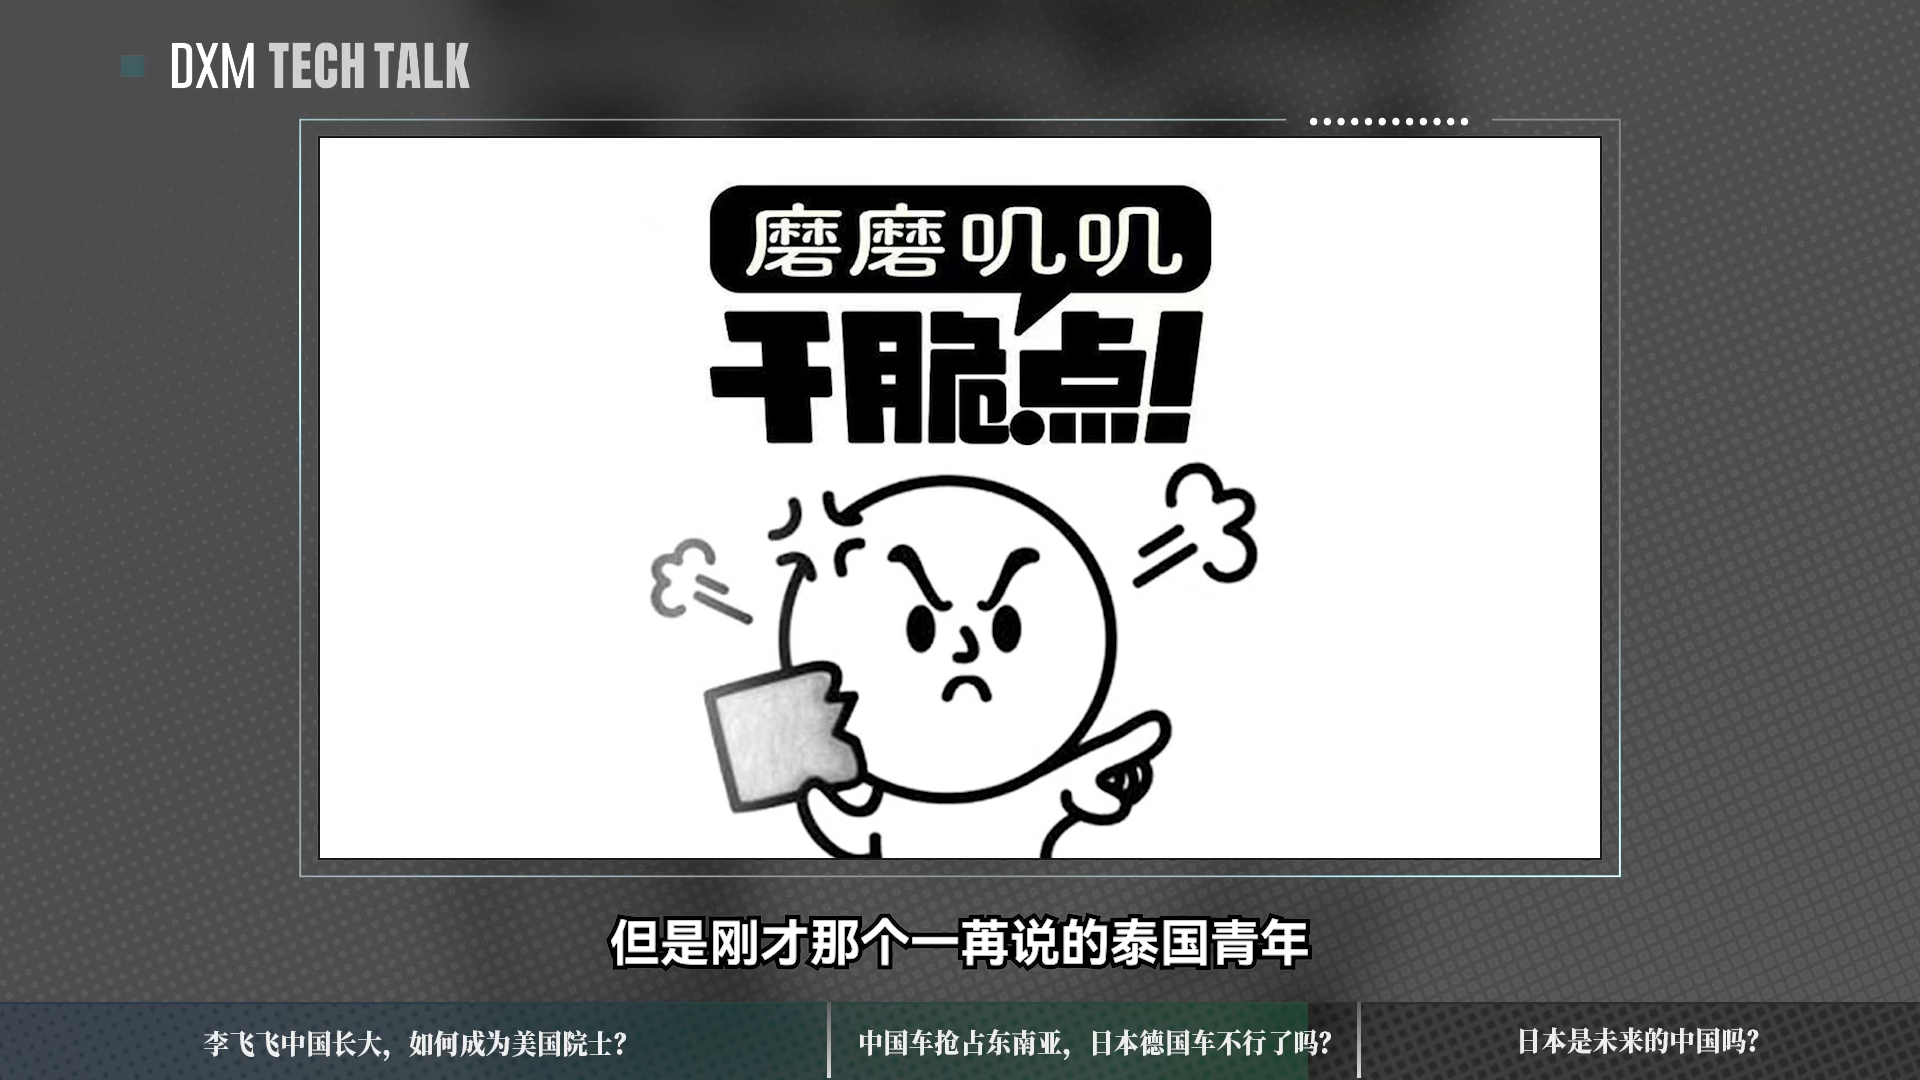 DXM TECH TALK
磨磨叽叽
干脆点!
但是刚才那个一苒说的泰国青年
李飞飞中国长大，如何成为美国院士？
中国车抢占东南亚，日本德国车不行了吗？
日本是未来的中国吗？